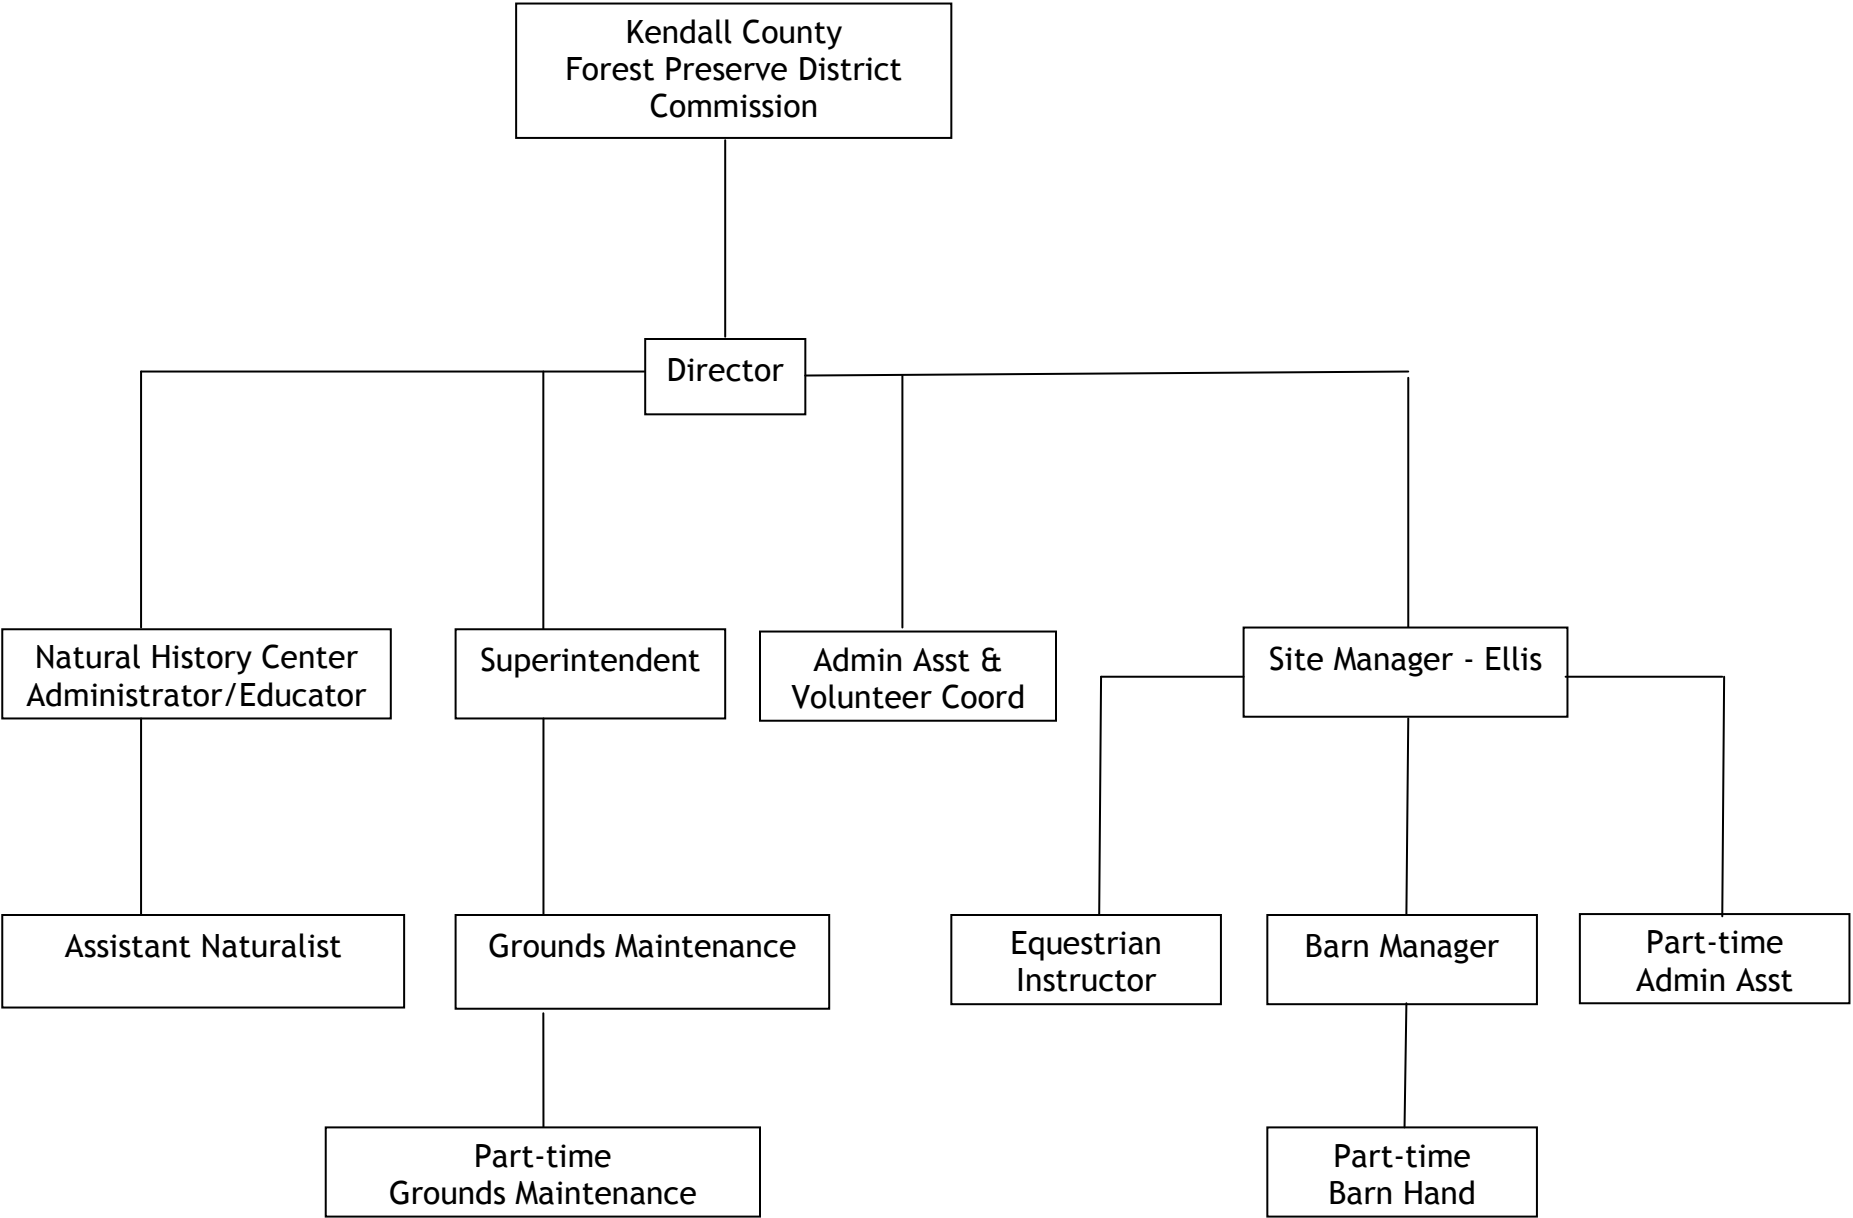 Kendall County
Forest Preserve District
Commission
Director
Natural History Center
Administrator/Educator
Superintendent
Admin Asst &
Volunteer Coord
Site Manager - Ellis
Assistant Naturalist
Grounds Maintenance
Equestrian
Instructor
Barn Manager
Part-time
Admin Asst
Part-time
Grounds Maintenance
Part-time
Barn Hand